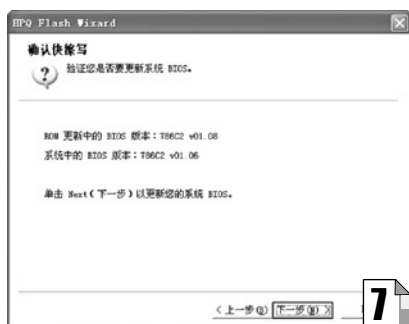 HPQ Flash Wizard
确认快擦写
验证您是否要更新系统 BIOS。
ROM 更新中的 BIOS 版本：786C2 v01.08
系统中的 BIOS 版本：786C2 v01.06
单击 Next(下一步)以更新您的系统 BIOS。
<上一步(Q) 下一步(N)>
7